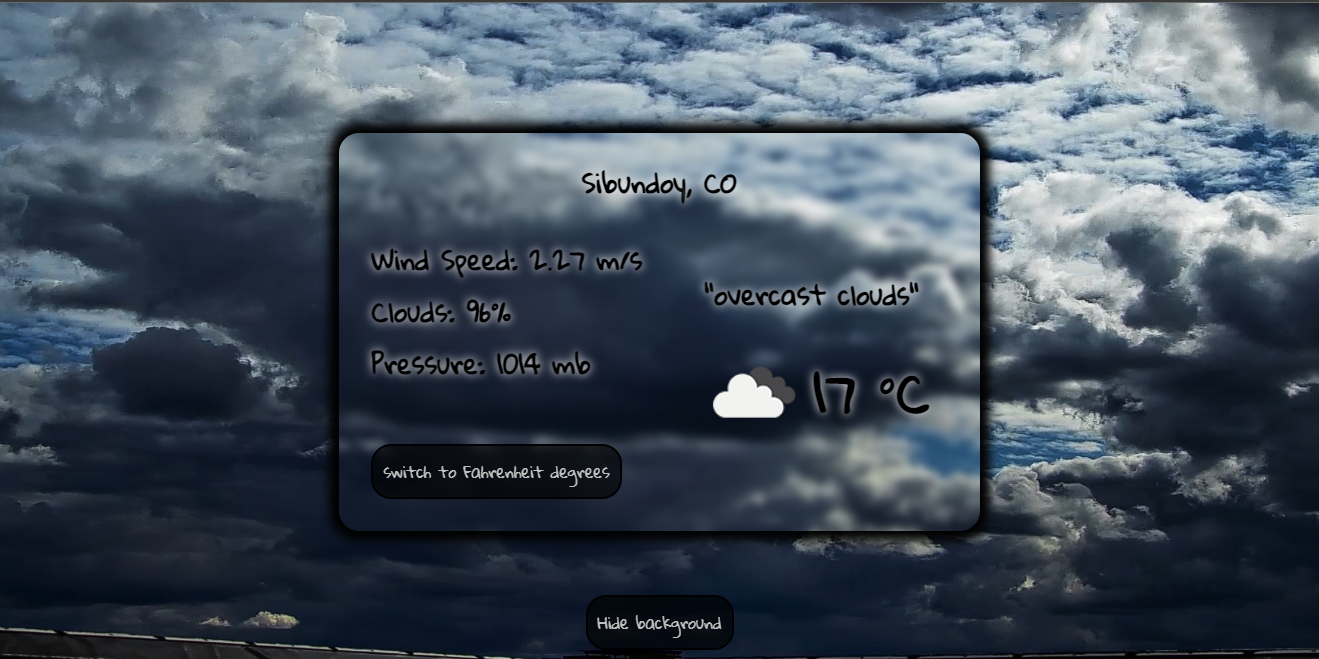 Sibundoy, CO
Wind Speed: 2.27 m/s
Clouds: 96%
Pressure: 1014 mb
"overcast clouds"
17 °C
switch to Fahrenheit degrees
Hide background